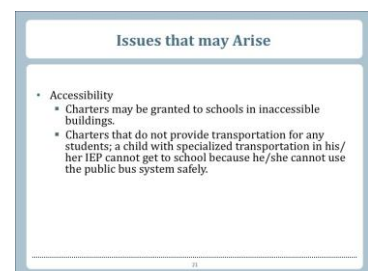 Issues that may Arise
• Accessibility
▪ Charters may be granted to schools in inaccessible
buildings.
▪ Charters that do not provide transportation for any
students; a child with specialized transportation in his/
her IEP cannot get to school because he/she cannot use
the public bus system safely.